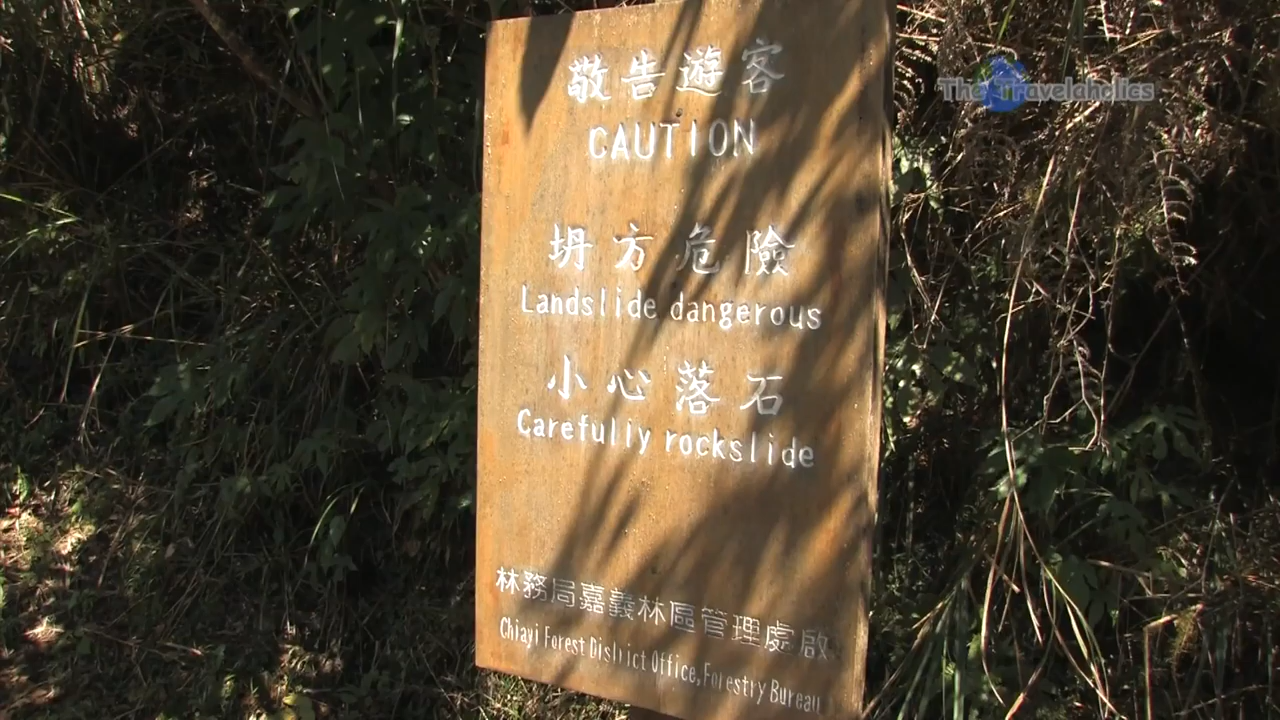 The Travelaholics
敬告遊客
CAUTION
坍方危險
Landslide dangerous
小心落石
Carefully rockslide
林務局嘉義林區管理處啟
Chiayi Forest District Office, Forestry Bureau